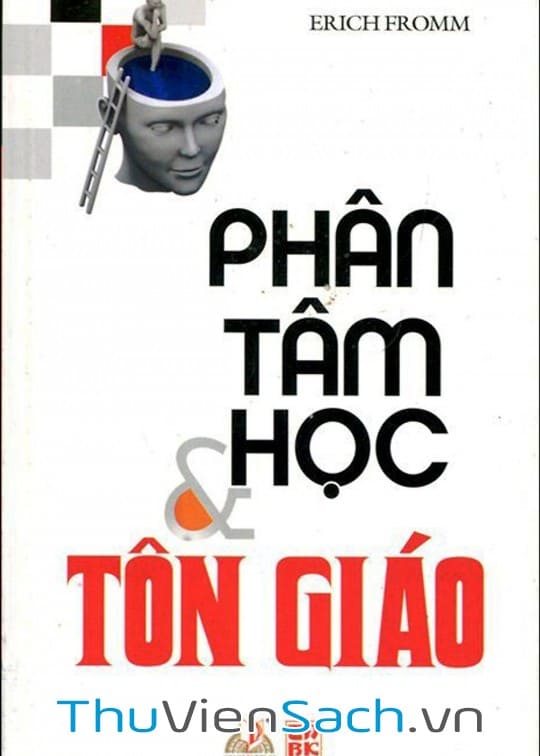 ERICH FROMM
PHÂN
TÂM
HỌC
&
TÔN GIÁO
ThuVienSach.vn